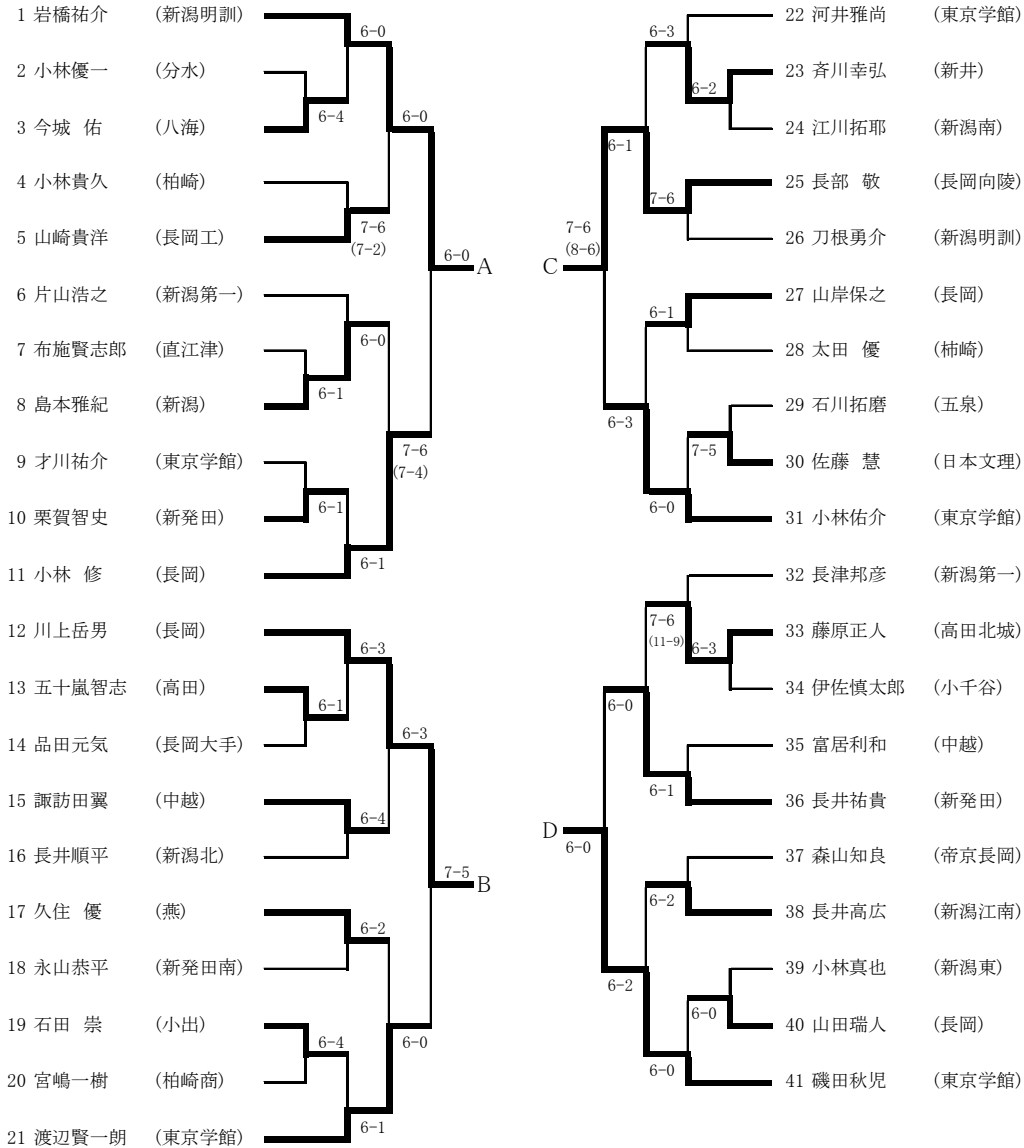 1 岩橋祐介 (新潟明訓)
6-0
2 小林優一 (分水)
6-4
3 今城 佑 (八海)
6-0
4 小林貴久 (柏崎)
7-6
(7-2)
5 山崎貴洋 (長岡工)
6-0 A
6 片山浩之 (新潟第一)
6-0
7 布施賢志郎 (直江津)
6-1
8 島本雅紀 (新潟)
7-6
(7-4)
9 才川祐介 (東京学館)
6-1
10 栗賀智史 (新発田)
6-1
11 小林 修 (長岡)
12 川上岳男 (長岡)
6-3
13 五十嵐智志 (高田)
6-1
14 品田元気 (長岡大手)
6-3
15 諏訪田翼 (中越)
6-4
16 長井順平 (新潟北)
7-5 B
17 久住 優 (燕)
6-2
18 永山恭平 (新発田南)
19 石田 崇 (小出)
6-4
6-0
20 宮嶋一樹 (柏崎商)
6-1
21 渡辺賢一朗 (東京学館)
22 河井雅尚 (東京学館)
6-3
23 斉川幸弘 (新井)
6-2
24 江川拓耶 (新潟南)
6-1
25 長部 敬 (長岡向陵)
7-6
26 刀根勇介 (新潟明訓)
7-6
(8-6)
C
27 山岸保之 (長岡)
6-1
28 太田 優 (柿崎)
29 石川拓磨 (五泉)
6-3
7-5
30 佐藤 慧 (日本文理)
6-0
31 小林佑介 (東京学館)
32 長津邦彦 (新潟第一)
7-6
(11-9)
33 藤原正人 (高田北城)
6-3
34 伊佐慎太郎 (小千谷)
6-0
35 富居利和 (中越)
6-1
36 長井祐貴 (新発田)
D
6-0
37 森山知良 (帝京長岡)
6-2
38 長井高広 (新潟江南)
39 小林真也 (新潟東)
6-2
6-0
40 山田瑞人 (長岡)
6-0
41 磯田秋児 (東京学館)